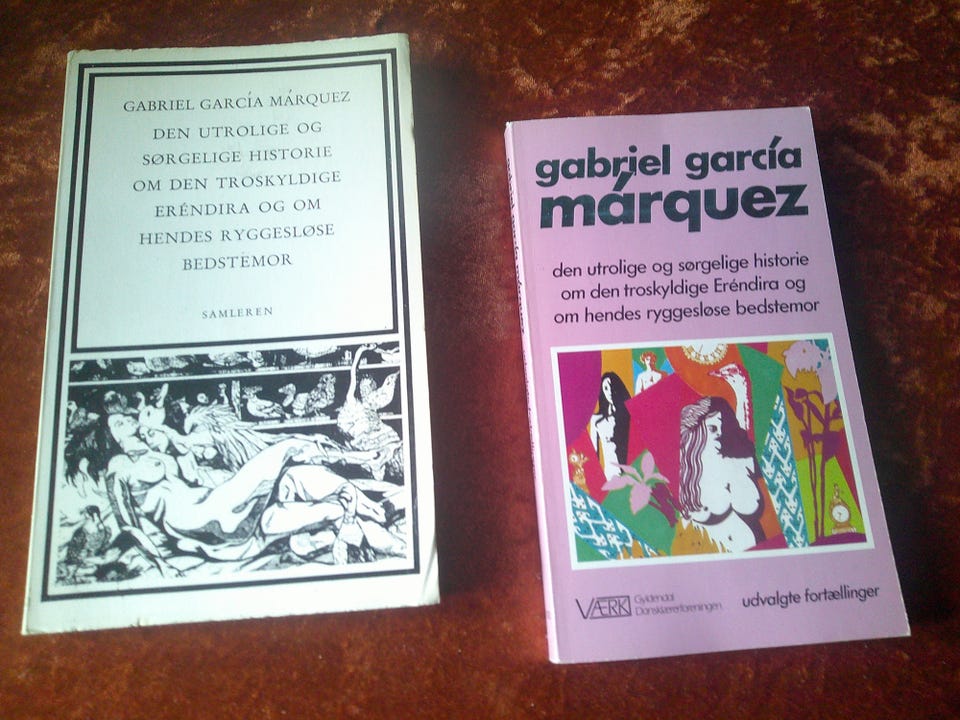 GABRIEL GARCÍA MÁRQUEZ
DEN UTROLIGE OG
SØRGELIGE HISTORIE
OM DEN TROSKYLDIGE
ERÉNDIRA OG OM
HENDES RYGGESLØSE
BEDSTEMOR
SAMLEREN
gabriel garcía
márquez
den utrolige og sørgelige historie
om den troskyldige Eréndira og
om hendes ryggesløse bedstemor
VÆRK
Gyldendal
Dansklærerforeningen
udvalgte fortællinger